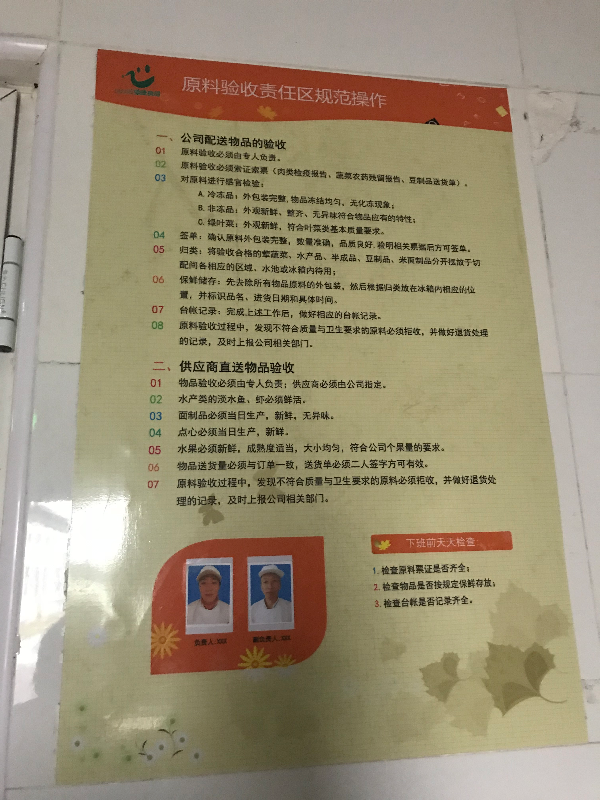 原料验收责任区规范操作
一、公司配送物品的验收
01 原料验收必须由专人负责。
02 原料验收必须索证索票（肉类检疫报告、蔬菜农药残留报告、豆制品送货单）。
03 对原料进行感官检验：
A. 冷冻品：外包装完整,物品冻结均匀，无化冻现象；
B. 非冻品：外观新鲜、整齐、无异味符合物品应有的特性；
C. 绿叶菜：外观新鲜，符合叶菜类基本质量要求。
04 签单：确认原料外包装完整，数量准确，品质良好.验明相关票据后方可签单。
05 归类：将验收合格的荤蔬菜、水产品、半成品、豆制品、米面制品分开摆放于切
配间各相应的区域、水池或冰箱内待用；
06 保鲜储存：先去除所有物品原料的外包装，然后根据归类放在冰箱内相应的位
置，并标识品名、进货日期和具体时间。
07 台帐记录：完成上述工作后，做好相应的台帐记录。
08 原料验收过程中，发现不符合质量与卫生要求的原料必须拒收，并做好退货处理
的记录，及时上报公司相关部门。
二、供应商直送物品验收
01 物品验收必须由专人负责；供应商必须由公司指定。
02 水产类的淡水鱼、虾必须鲜活。
03 面制品必须当日生产，新鲜，无异味。
04 点心必须当日生产，新鲜。
05 水果必须新鲜，成熟度适当，大小均匀，符合公司个果量的要求。
06 物品送货量必须与订单一致，送货单必须二人签字方可有效。
07 原料验收过程中，发现不符合质量与卫生要求的原料必须拒收，并做好退货处
理的记录，及时上报公司相关部门。
下班前天天检查
1. 检查原料票证是否齐全；
2. 检查物品是否按规定保鲜存放；
3. 检查台帐是否记录齐全。
负责人:XXX